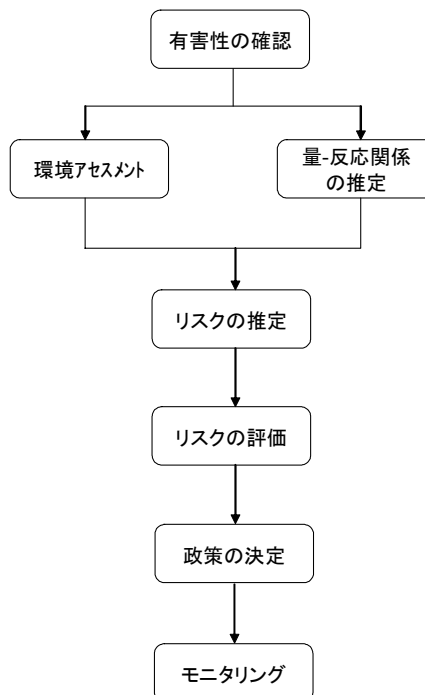 有害性の確認
環境アセスメント
量-反応関係
の推定
リスクの推定
リスクの評価
政策の決定
モニタリング